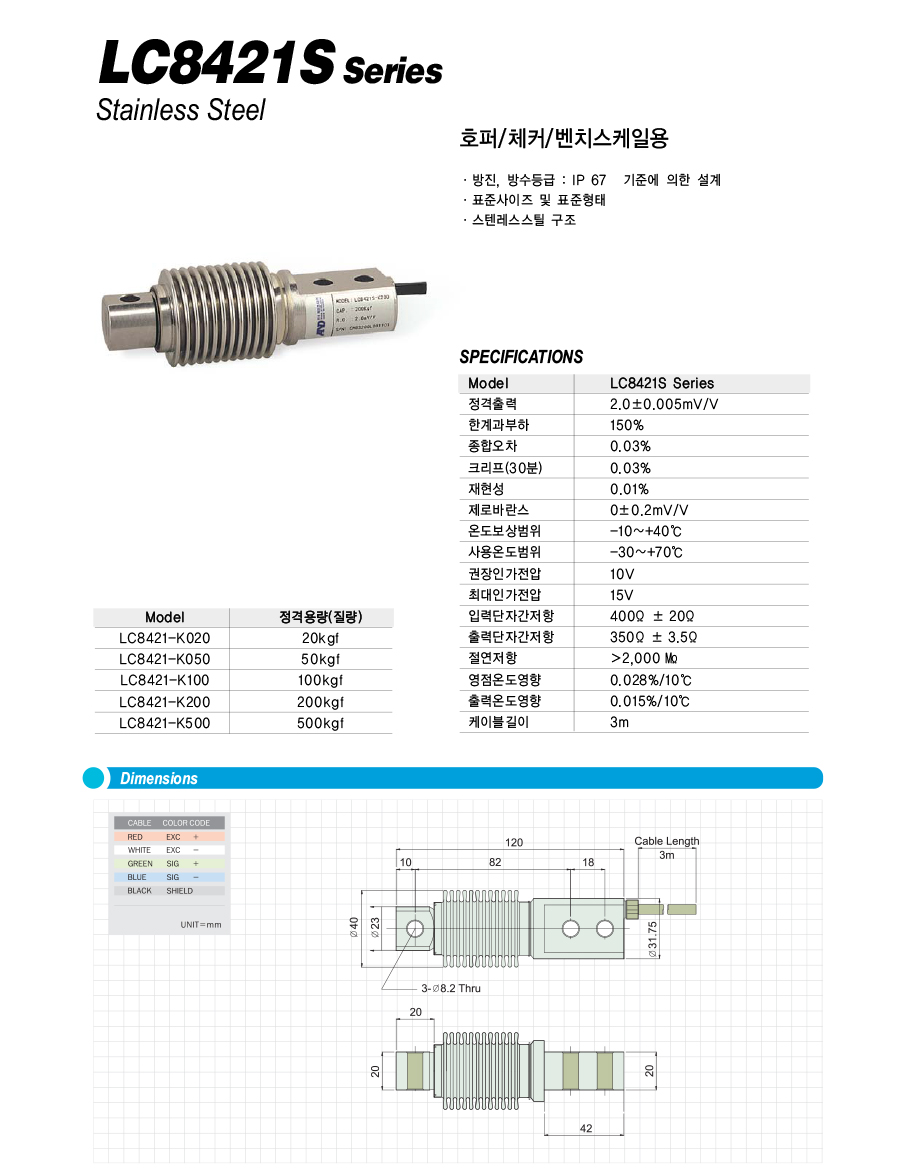 LC8421S Series
Stainless Steel
호퍼/체커/벤치스케일용
· 방진, 방수등급 : IP 67 기준에 의한 설계
· 표준사이즈 및 표준형태
· 스텐레스스틸 구조
MODEL : LC8421S-K200
CAP. : 200Kgf
R.O. : 2.0mV/V
AND
SPECIFICATIONS
Model LC8421S Series
정격출력 2.0±0.005mV/V
한계과부하 150%
종합오차 0.03%
크리프(30분) 0.03%
재현성 0.01%
제로바란스 0±0.2mV/V
온도보상범위 -10~+40℃
사용온도범위 -30~+70℃
권장인가전압 10V
최대인가전압 15V
입력단자간저항 400Ω ± 20Ω
출력단자간저항 350Ω ± 3.5Ω
절연저항 >2,000 ㏁
영점온도영향 0.028%/10℃
출력온도영향 0.015%/10℃
케이블길이 3m
Model 정격용량(질량)
LC8421-K020 20kgf
LC8421-K050 50kgf
LC8421-K100 100kgf
LC8421-K200 200kgf
LC8421-K500 500kgf
Dimensions
CABLE COLOR CODE
RED EXC +
WHITE EXC -
GREEN SIG +
BLUE SIG -
BLACK SHIELD
UNIT=mm
120
Cable Length
3m
10 82 18
∅40
∅23
∅31.75
3-∅8.2 Thru
20
20
20
42